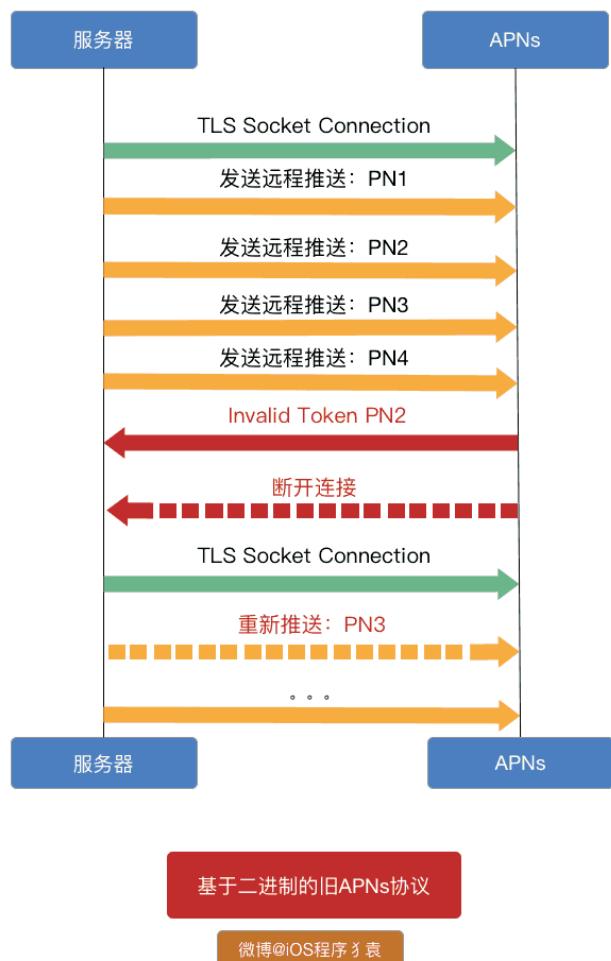 服务器
APNs
TLS Socket Connection
发送远程推送：PN1
发送远程推送：PN2
发送远程推送：PN3
发送远程推送：PN4
Invalid Token PN2
断开连接
TLS Socket Connection
重新推送：PN3
。。。
服务器
APNs
基于二进制的旧APNs协议
微博@iOS程序犭袁